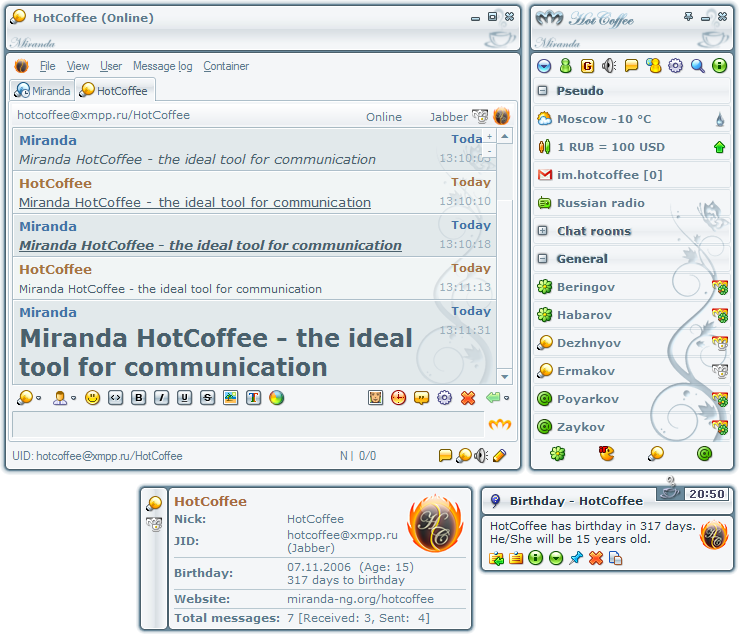 HotCoffee (Online)
Miranda
File View User Message log Container
Miranda HotCoffee
hotcoffee@xmpp.ru/HotCoffee Online Jabber
Miranda Today
Miranda HotCoffee - the ideal tool for communication 13:10:05
HotCoffee Today
Miranda HotCoffee - the ideal tool for communication 13:10:10
Miranda Today
Miranda HotCoffee - the ideal tool for communication 13:10:18
HotCoffee Today
Miranda HotCoffee - the ideal tool for communication 13:11:13
Miranda Today
13:11:31
Miranda HotCoffee - the ideal
tool for communication
B I U S T
UID: hotcoffee@xmpp.ru/HotCoffee N | 0/0
Hot Coffee
Miranda
G
Pseudo
Moscow -10 °C
1 RUB = 100 USD
im.hotcoffee [0]
Russian radio
Chat rooms
General
Beringov
Habarov
Dezhnyov
Ermakov
Poyarkov
Zaykov
HotCoffee
Nick: HotCoffee
JID: hotcoffee@xmpp.ru
(Jabber)
Birthday: 07.11.2006 (Age: 15)
317 days to birthday
Website: miranda-ng.org/hotcoffee
Total messages: 7 [Received: 3, Sent: 4]
HC
Birthday - HotCoffee 20:50
HotCoffee has birthday in 317 days.
He/She will be 15 years old.
HC